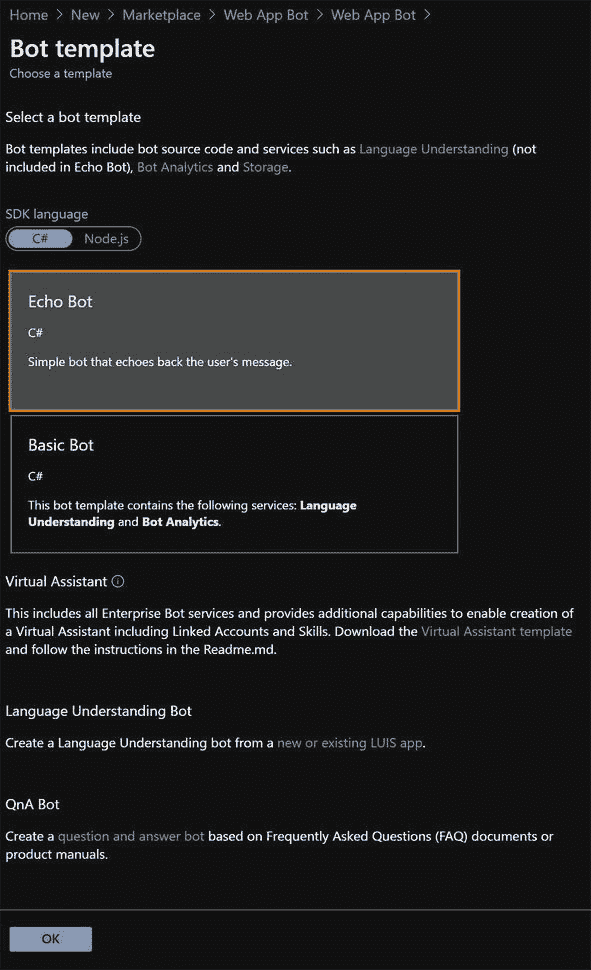 Home > New > Marketplace > Web App Bot > Web App Bot >
Bot template
Choose a template
Select a bot template
Bot templates include bot source code and services such as Language Understanding (not
included in Echo Bot), Bot Analytics and Storage.
SDK language
C# Node.js
Echo Bot
C#
Simple bot that echoes back the user's message.
Basic Bot
C#
This bot template contains the following services: Language
Understanding and Bot Analytics.
Virtual Assistant
This includes all Enterprise Bot services and provides additional capabilities to enable creation of
a Virtual Assistant including Linked Accounts and Skills. Download the Virtual Assistant template
and follow the instructions in the Readme.md.
Language Understanding Bot
Create a Language Understanding bot from a new or existing LUIS app.
QnA Bot
Create a question and answer bot based on Frequently Asked Questions (FAQ) documents or
product manuals.
OK